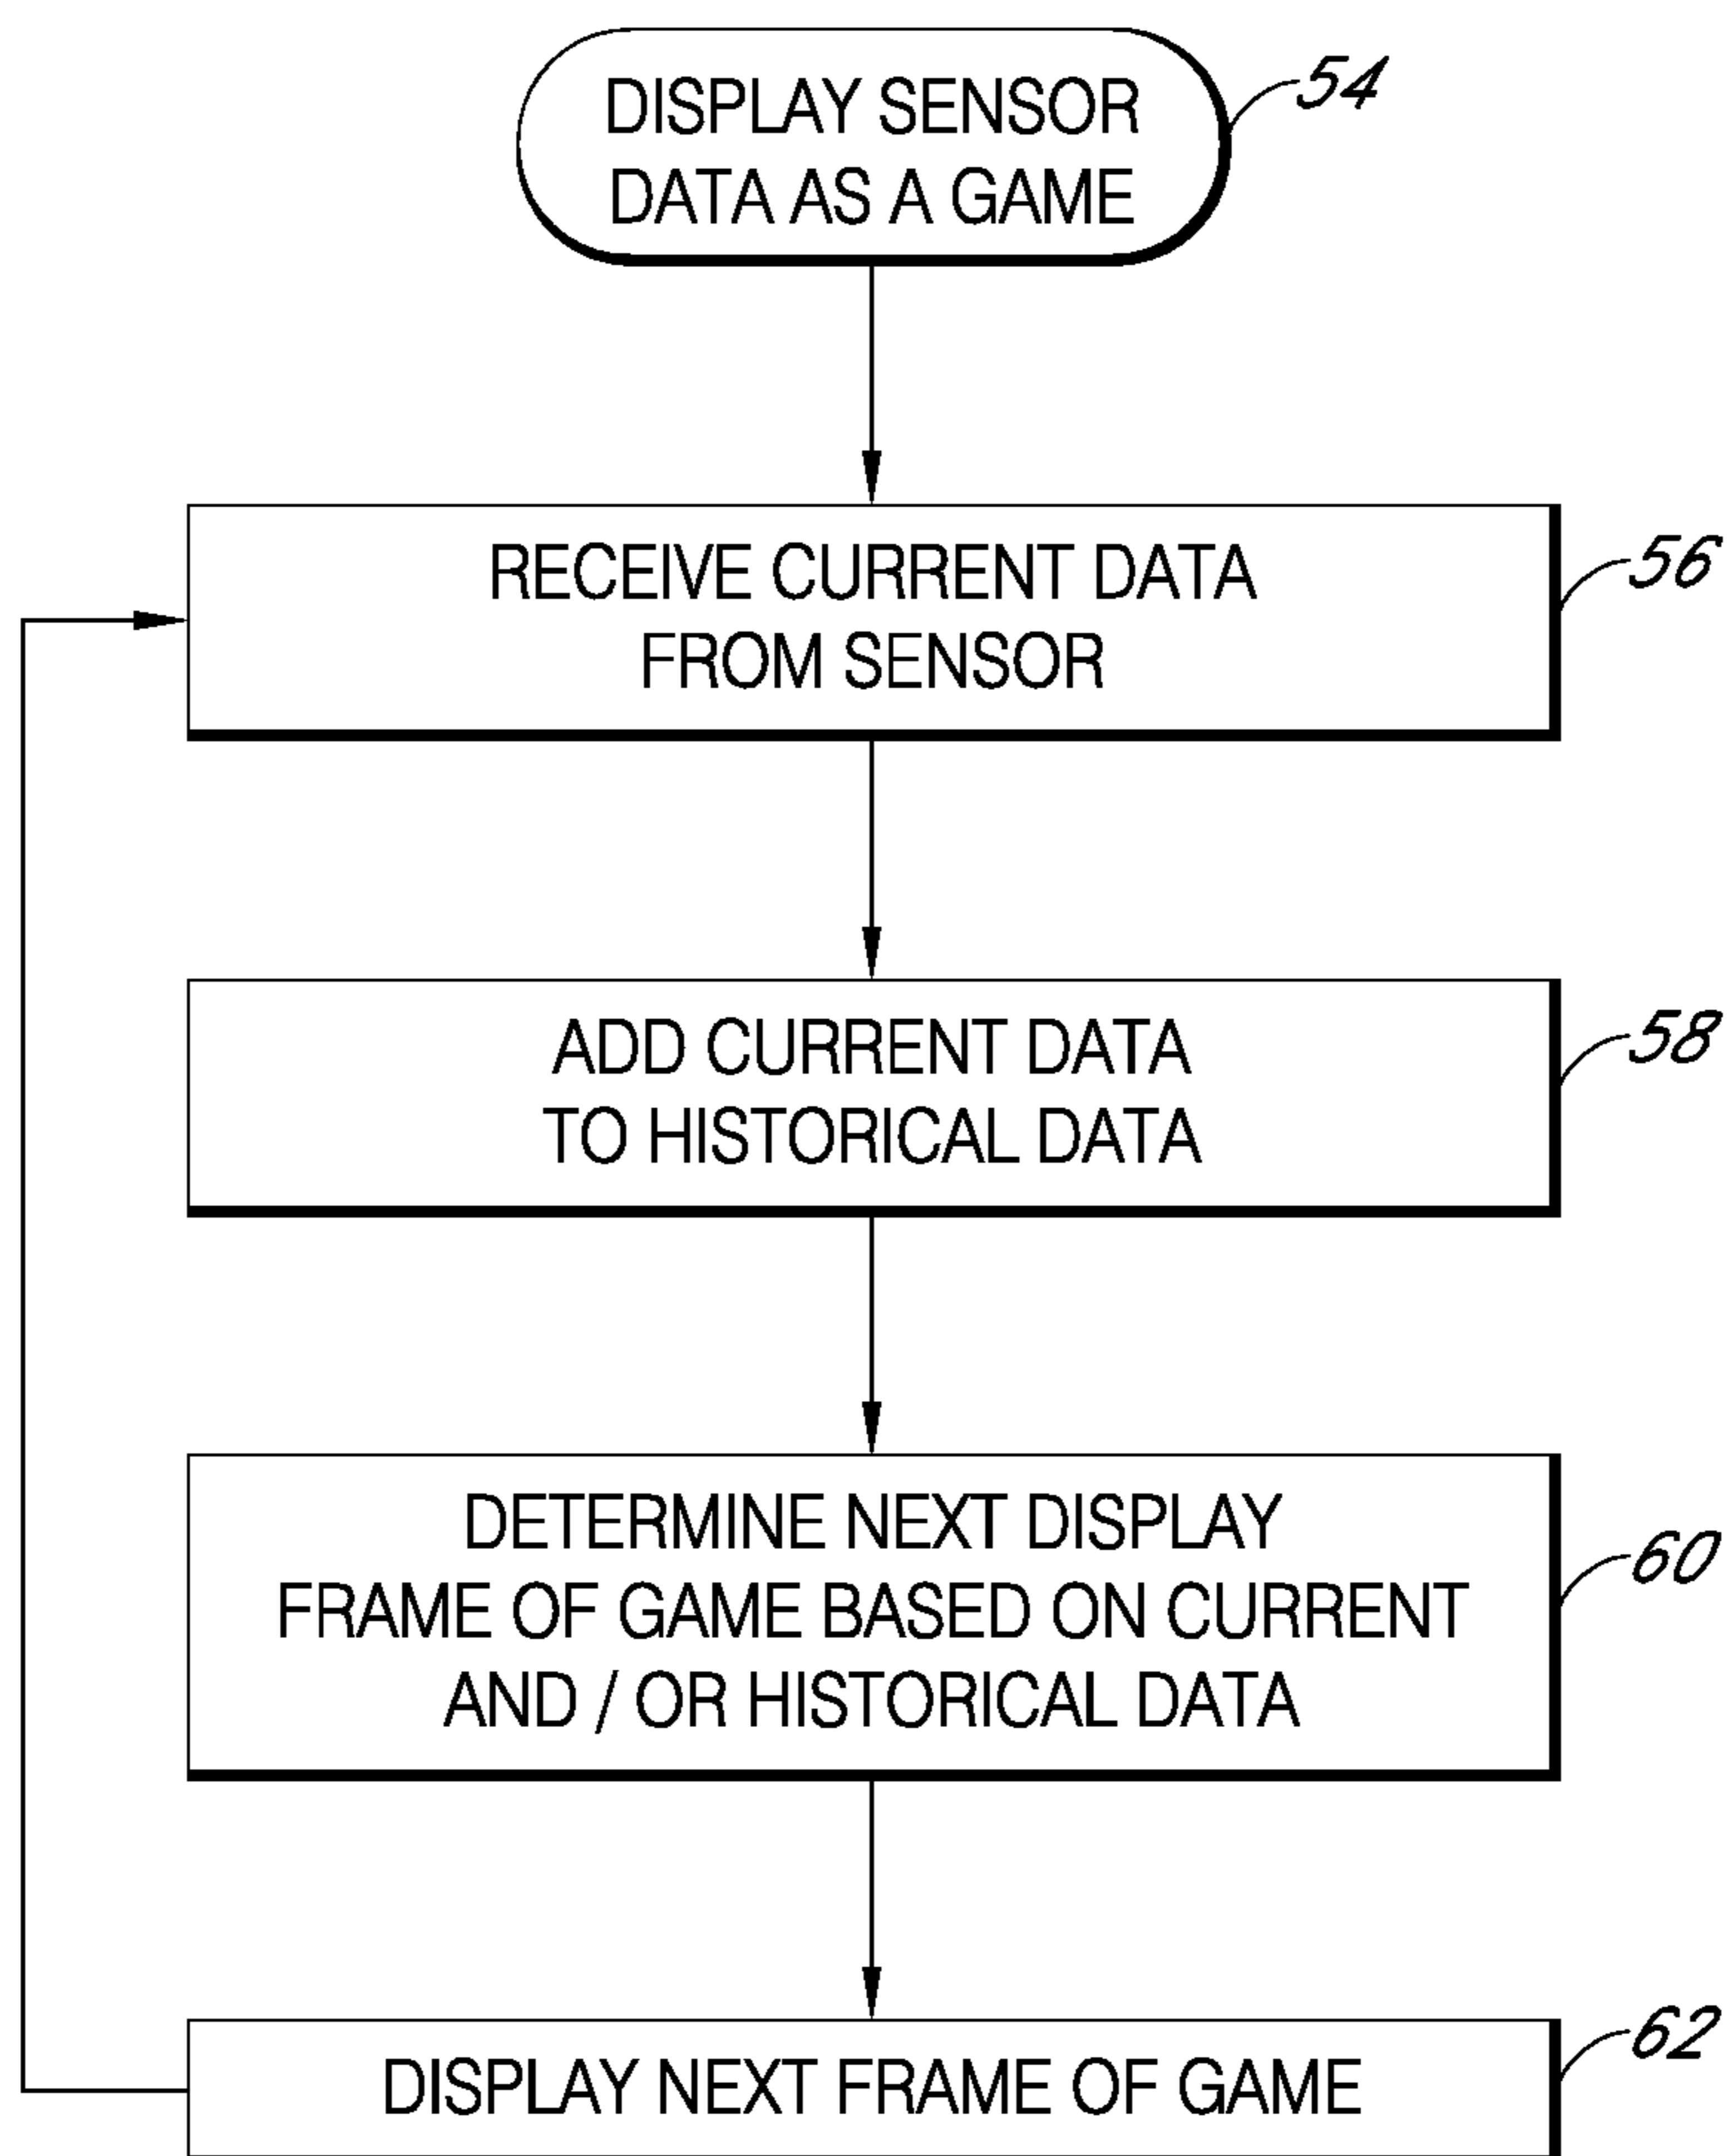 DISPLAY SENSOR
DATA AS A GAME
54
RECEIVE CURRENT DATA
FROM SENSOR
56
ADD CURRENT DATA
TO HISTORICAL DATA
58
DETERMINE NEXT DISPLAY
FRAME OF GAME BASED ON CURRENT
AND / OR HISTORICAL DATA
60
DISPLAY NEXT FRAME OF GAME
62